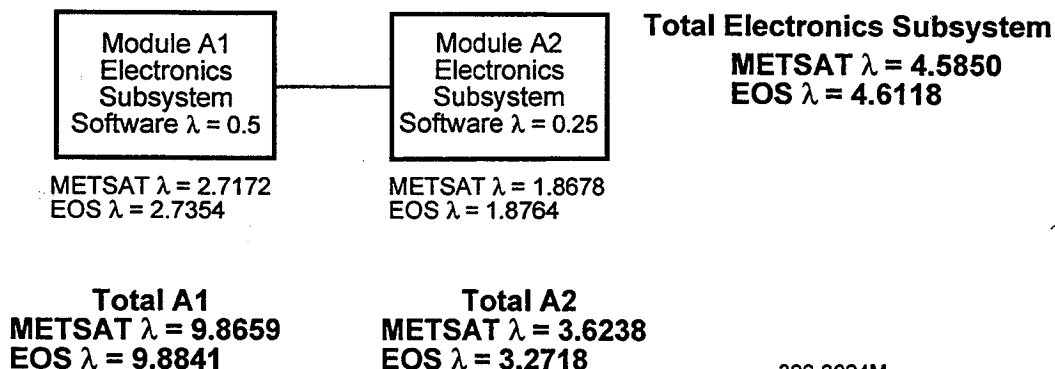 Module A1
Electronics
Subsystem
Software λ = 0.5
Module A2
Electronics
Subsystem
Software λ = 0.25
Total Electronics Subsystem
METSAT λ = 4.5850
EOS λ = 4.6118
METSAT λ = 2.7172
EOS λ = 2.7354
METSAT λ = 1.8678
EOS λ = 1.8764
Total A1
METSAT λ = 9.8659
EOS λ = 9.8841
Total A2
METSAT λ = 3.6238
EOS λ = 3.2718